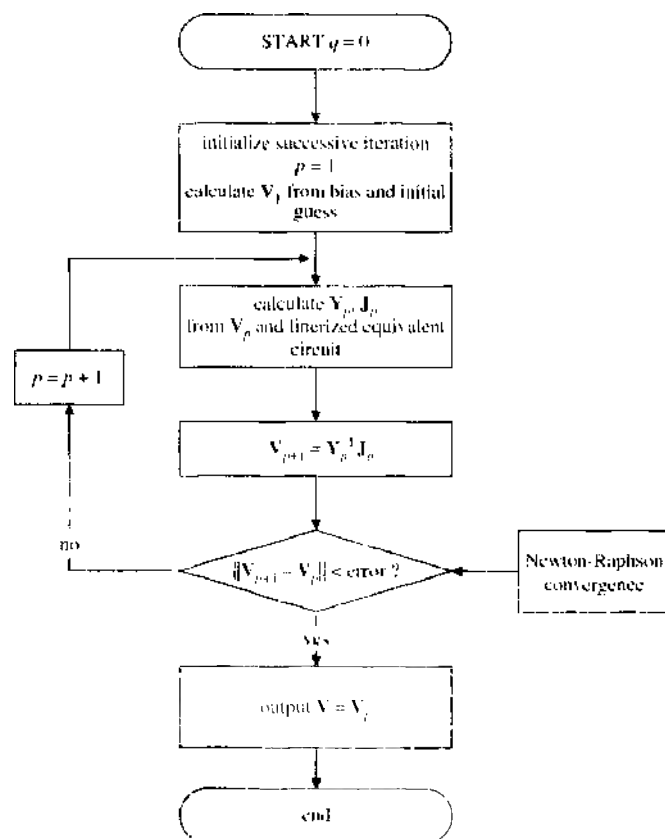 START q = 0
initialize successive iteration
p = 1
calculate V₁ from bias and initial
guess
calculate Yₚ, Jₚ
from Vₚ and linerized equivalent
circuit
p = p + 1
Vₚ₊₁ = Yₚ⁻¹ Jₚ
no
||Vₚ₊₁ – Vₚ|| < error ?
Newton-Raphson
convergence
yes
output V = V
end